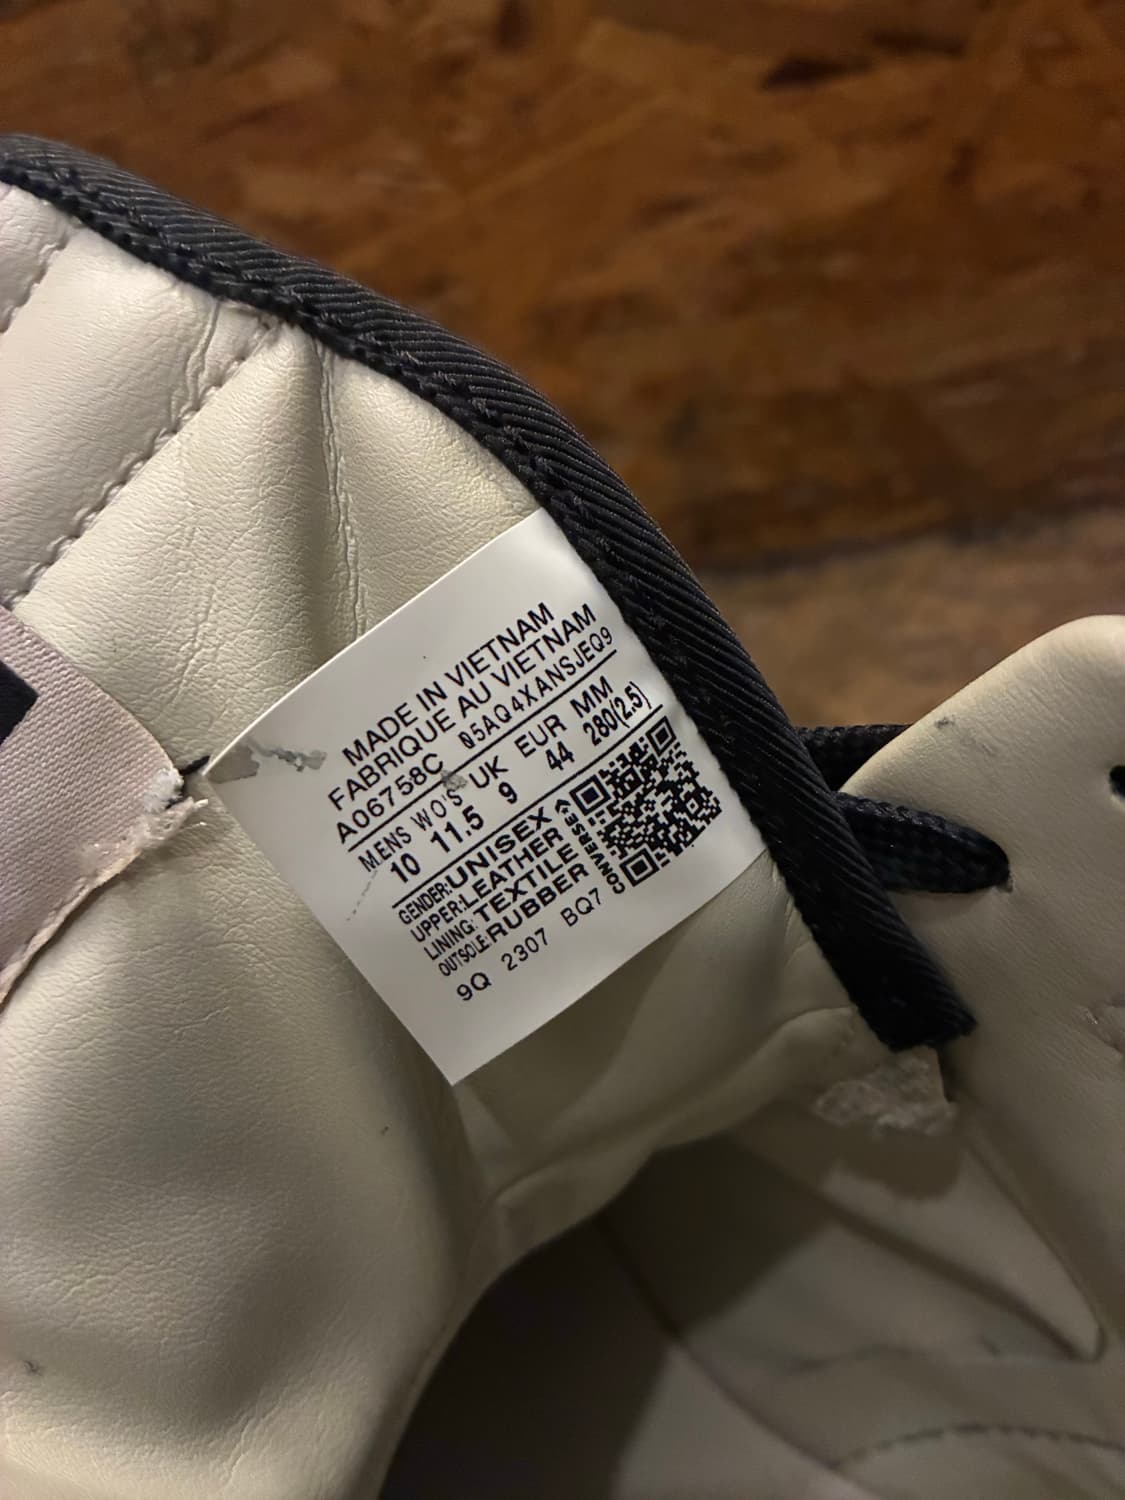 MADE IN VIETNAM
FABRIQUE AU VIETNAM
A06758C Q5AQ4XANSJEQ9
MENS WO'S UK EUR MM
10 11.5 9 44 280(2.5)
GENDER:UNISEX
UPPER:LEATHER
LINING: TEXTILE
OUTSOLE:RUBBER
CONVERSE
9Q 2307 BQ7